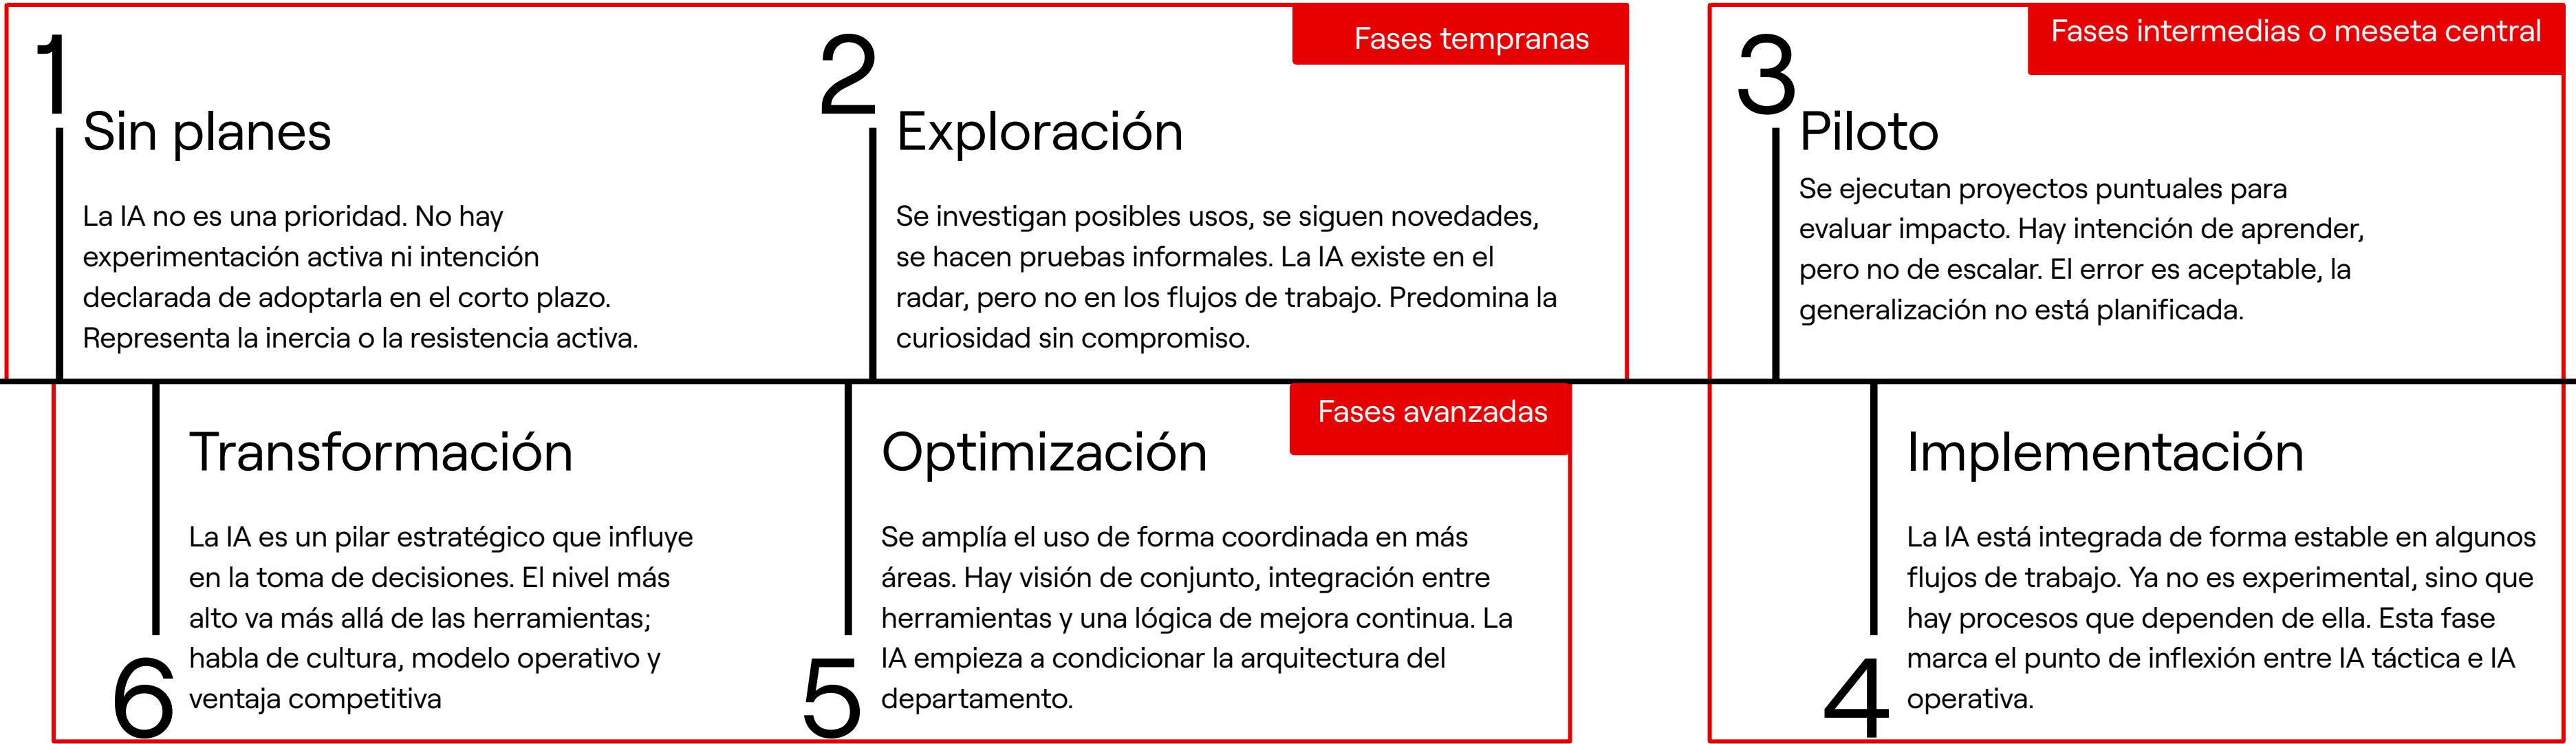 Fases tempranas
1
Sin planes
La IA no es una prioridad. No hay
experimentación activa ni intención
declarada de adoptarla en el corto plazo.
Representa la inercia o la resistencia activa.
2
Exploración
Se investigan posibles usos, se siguen novedades,
se hacen pruebas informales. La IA existe en el
radar, pero no en los flujos de trabajo. Predomina la
curiosidad sin compromiso.
Fases intermedias o meseta central
3
Piloto
Se ejecutan proyectos puntuales para
evaluar impacto. Hay intención de aprender,
pero no de escalar. El error es aceptable, la
generalización no está planificada.
4
Implementación
La IA está integrada de forma estable en algunos
flujos de trabajo. Ya no es experimental, sino que
hay procesos que dependen de ella. Esta fase
marca el punto de inflexión entre IA táctica e IA
operativa.
Fases avanzadas
5
Optimización
Se amplía el uso de forma coordinada en más
áreas. Hay visión de conjunto, integración entre
herramientas y una lógica de mejora continua. La
IA empieza a condicionar la arquitectura del
departamento.
6
Transformación
La IA es un pilar estratégico que influye
en la toma de decisiones. El nivel más
alto va más allá de las herramientas;
habla de cultura, modelo operativo y
ventaja competitiva